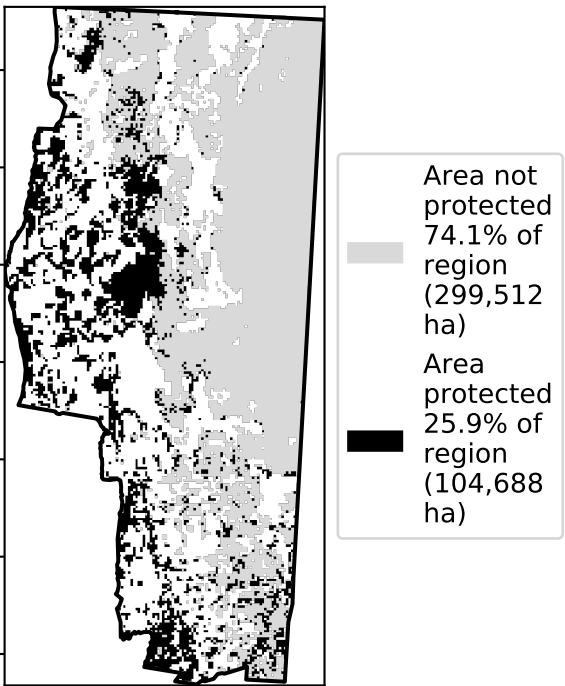 Area not
protected
74.1% of
region
(299,512
ha)
Area
protected
25.9% of
region
(104,688
ha)